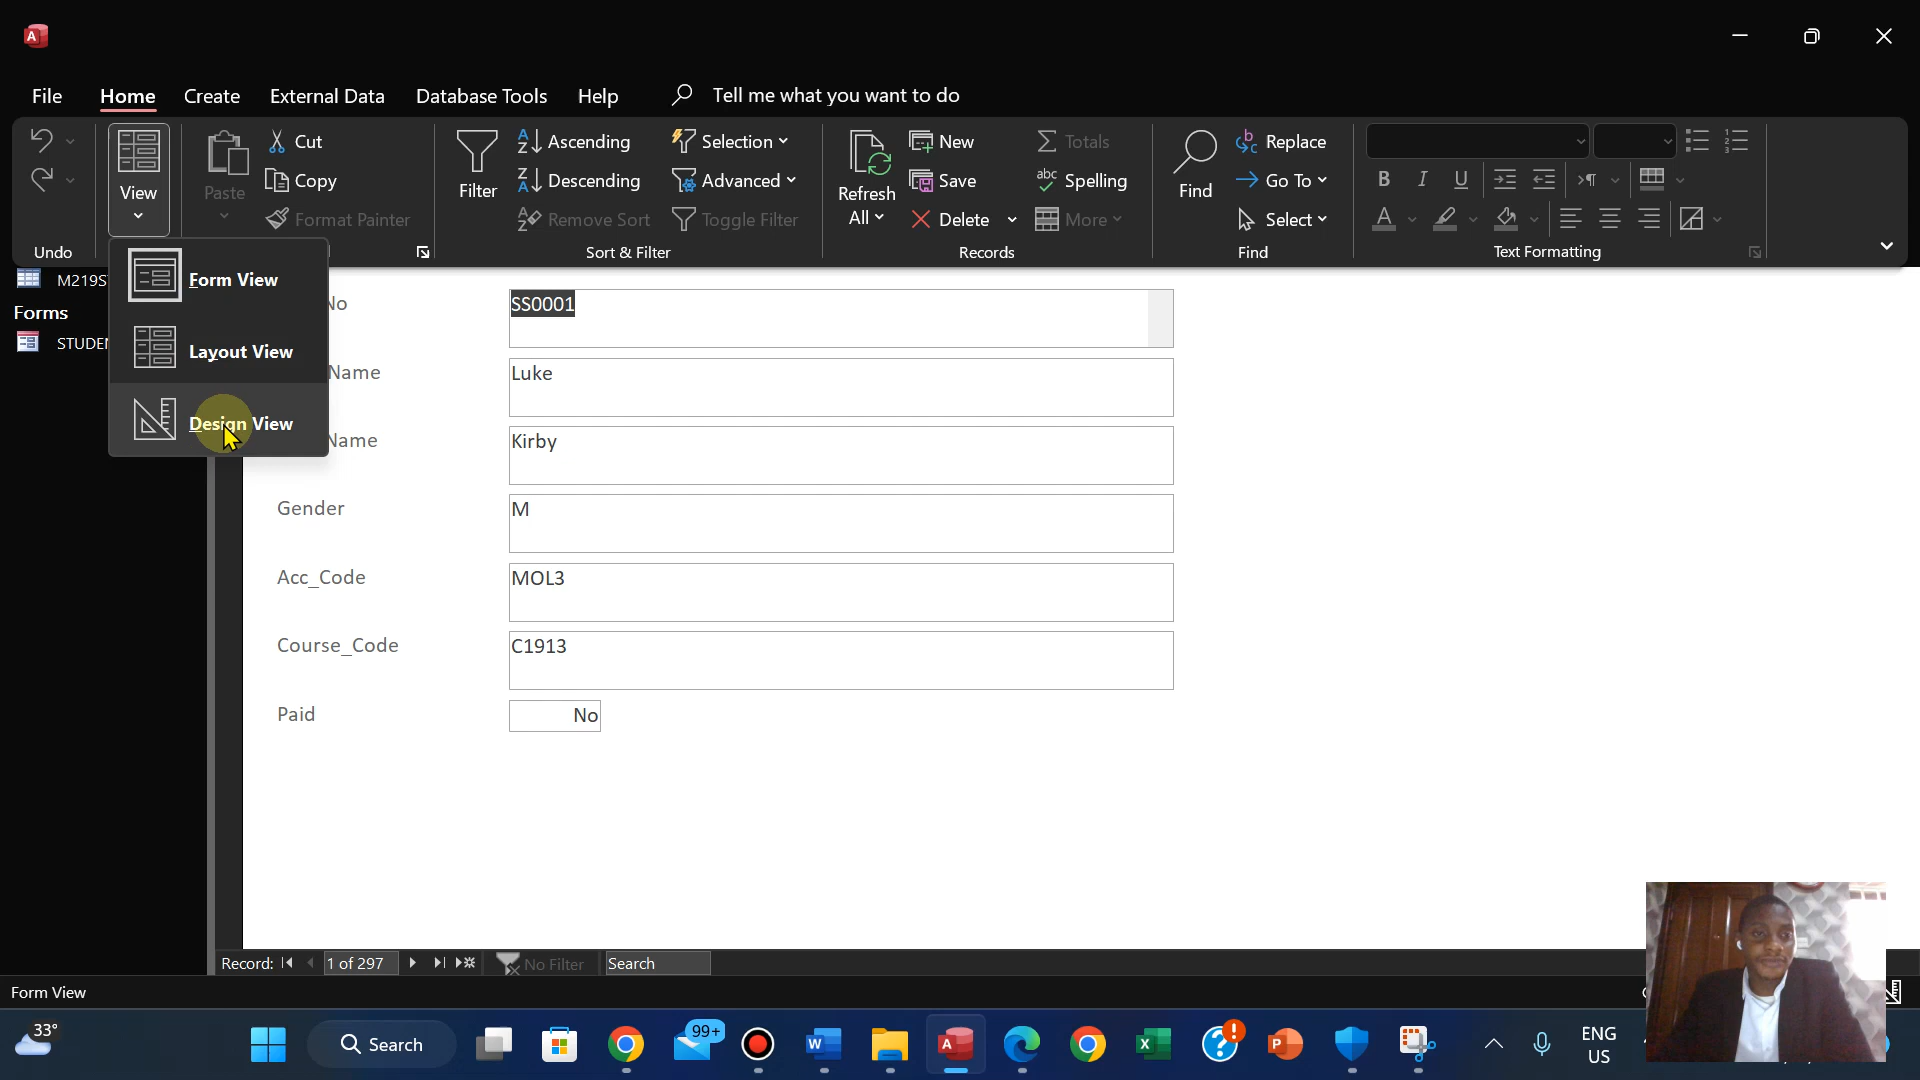 File Home Create External Data Database Tools Help Tell me what you want to do
View Paste Cut Copy Format Painter
Undo
Filter Ascending Descending Remove Sort Selection Advanced Toggle Filter
Sort & Filter
Refresh All New Save Delete Totals Spelling More
Records
Find Replace Go To Select
Find
B I U
A
Text Formatting
Form View
Layout View
Design View
M219S
Forms
STUDEN
No SS0001
Name Luke
Name Kirby
Gender M
Acc_Code MOL3
Course_Code C1913
Paid No
Record: 1 of 297 No Filter Search
Form View
33°
Search
99+
ENG
US